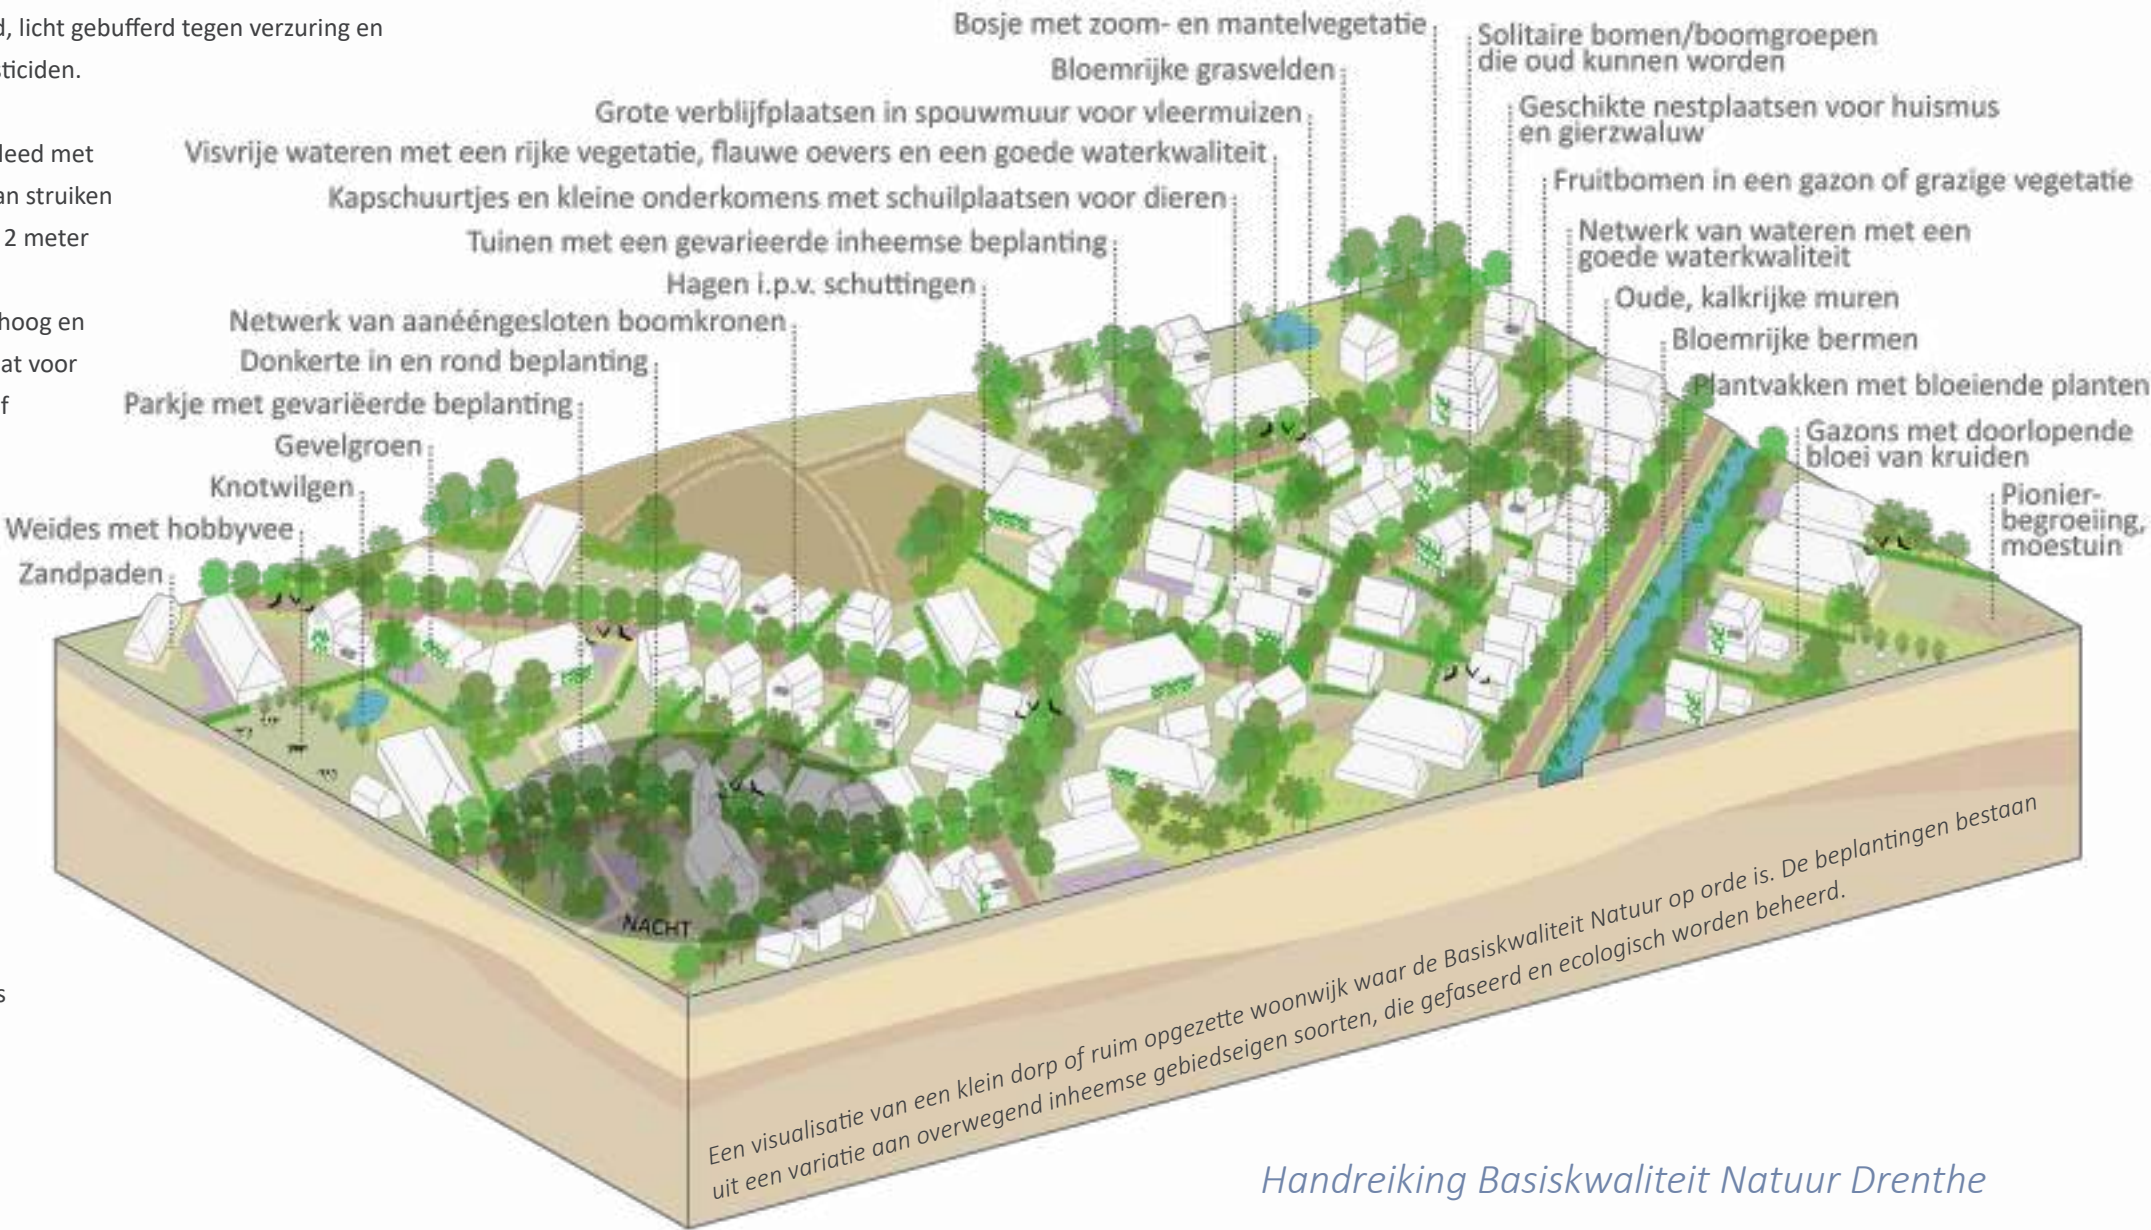 d, licht gebufferd tegen verzuring en
sticiden.
leed met
an struiken
2 meter
hoog en
at voor
f
s
Bosje met zoom- en mantelvegetatie
Bloemrijke grasvelden
Grote verblijfplaatsen in spouwmuur voor vleermuizen
Visvrije wateren met een rijke vegetatie, flauwe oevers en een goede waterkwaliteit
Kapschuurtjes en kleine onderkomens met schuilplaatsen voor dieren
Tuinen met een gevarieerde inheemse beplanting
Hagen i.p.v. schuttingen
Netwerk van aanééngesloten boomkronen
Donkerte in en rond beplanting
Parkje met gevariëerde beplanting
Gevelgroen
Knotwilgen
Weides met hobbyvee
Zandpaden
Solitaire bomen/boomgroepen
die oud kunnen worden
Geschikte nestplaatsen voor huismus
en gierzwaluw
Fruitbomen in een gazon of grazige vegetatie
Netwerk van wateren met een
goede waterkwaliteit
Oude, kalkrijke muren
Bloemrijke bermen
Plantvakken met bloeiende planten
Gazons met doorlopende
bloei van kruiden
Pionier-
begroeiing,
moestuin
NACHT
Een visualisatie van een klein dorp of ruim opgezette woonwijk waar de Basiskwaliteit Natuur op orde is. De beplantingen bestaan
uit een variatie aan overwegend inheemse gebiedseigen soorten, die gefaseerd en ecologisch worden beheerd.
Handreiking Basiskwaliteit Natuur Drenthe